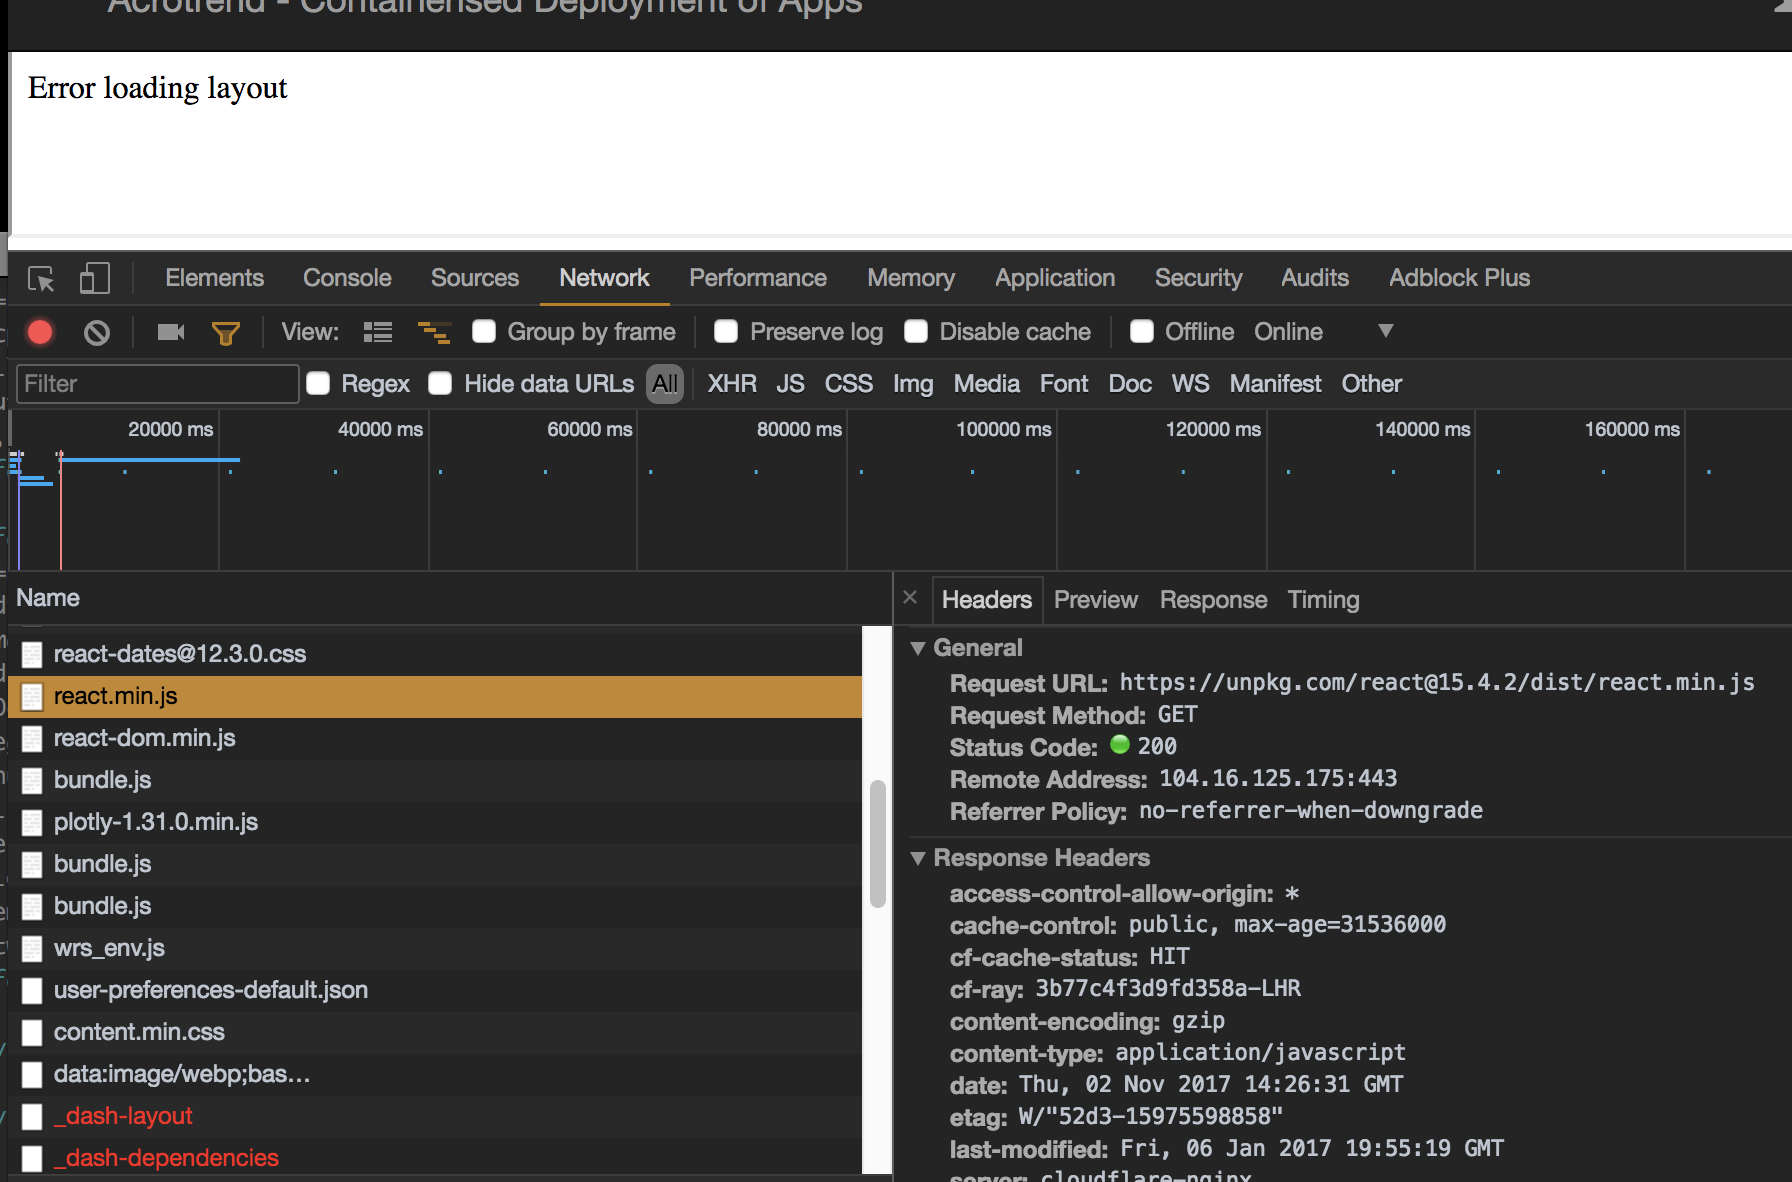 Acrotrend - Containerised Deployment of Apps
Error loading layout
Elements Console Sources Network Performance Memory Application Security Audits Adblock Plus
View: Group by frame Preserve log Disable cache Offline Online
Filter Regex Hide data URLs All XHR JS CSS Img Media Font Doc WS Manifest Other
20000 ms 40000 ms 60000 ms 80000 ms 100000 ms 120000 ms 140000 ms 160000 ms
Name
react-dates@12.3.0.css
react.min.js
react-dom.min.js
bundle.js
plotly-1.31.0.min.js
bundle.js
bundle.js
wrs_env.js
user-preferences-default.json
content.min.css
data:image/webp;bas…
_dash-layout
_dash-dependencies
× Headers Preview Response Timing
General
Request URL: https://unpkg.com/react@15.4.2/dist/react.min.js
Request Method: GET
Status Code: 200
Remote Address: 104.16.125.175:443
Referrer Policy: no-referrer-when-downgrade
Response Headers
access-control-allow-origin: *
cache-control: public, max-age=31536000
cf-cache-status: HIT
cf-ray: 3b77c4f3d9fd358a-LHR
content-encoding: gzip
content-type: application/javascript
date: Thu, 02 Nov 2017 14:26:31 GMT
etag: W/"52d3-15975598858"
last-modified: Fri, 06 Jan 2017 19:55:19 GMT
server: cloudflare-nginx